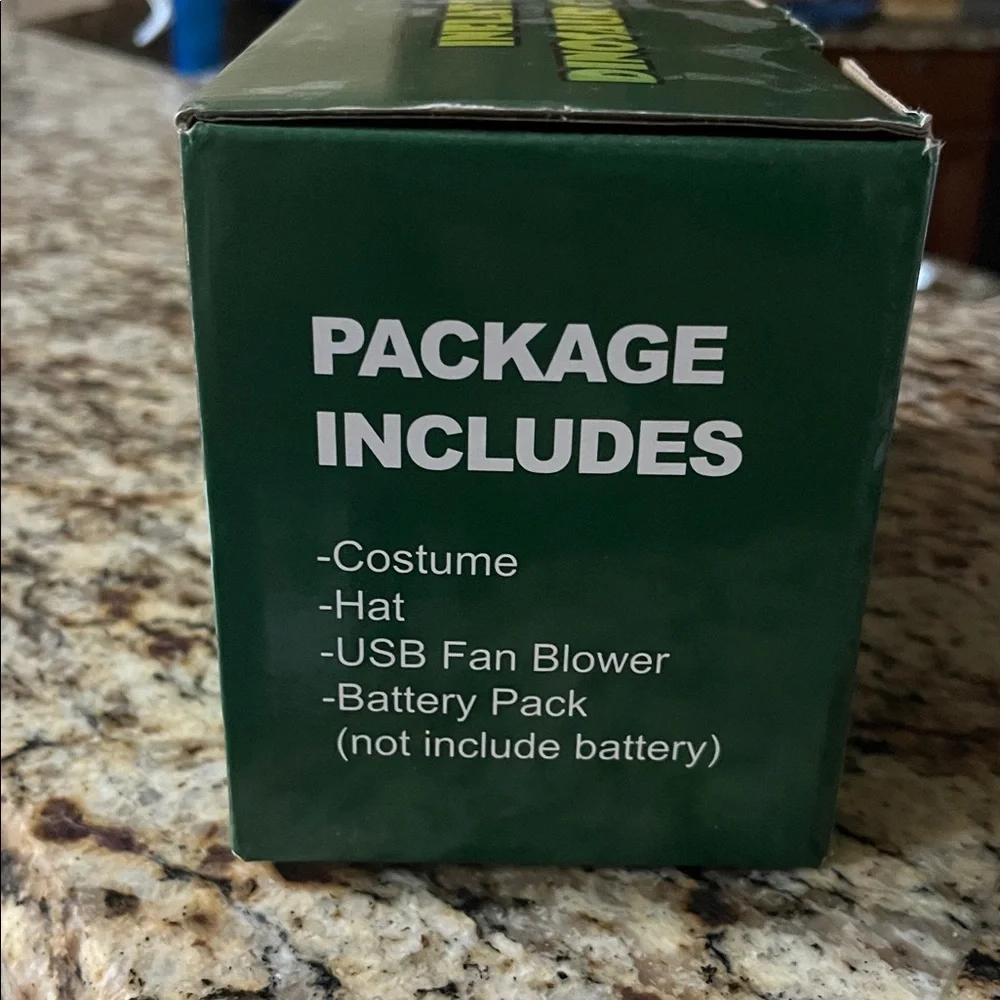 PACKAGE
INCLUDES
-Costume
-Hat
-USB Fan Blower
-Battery Pack
(not include battery)